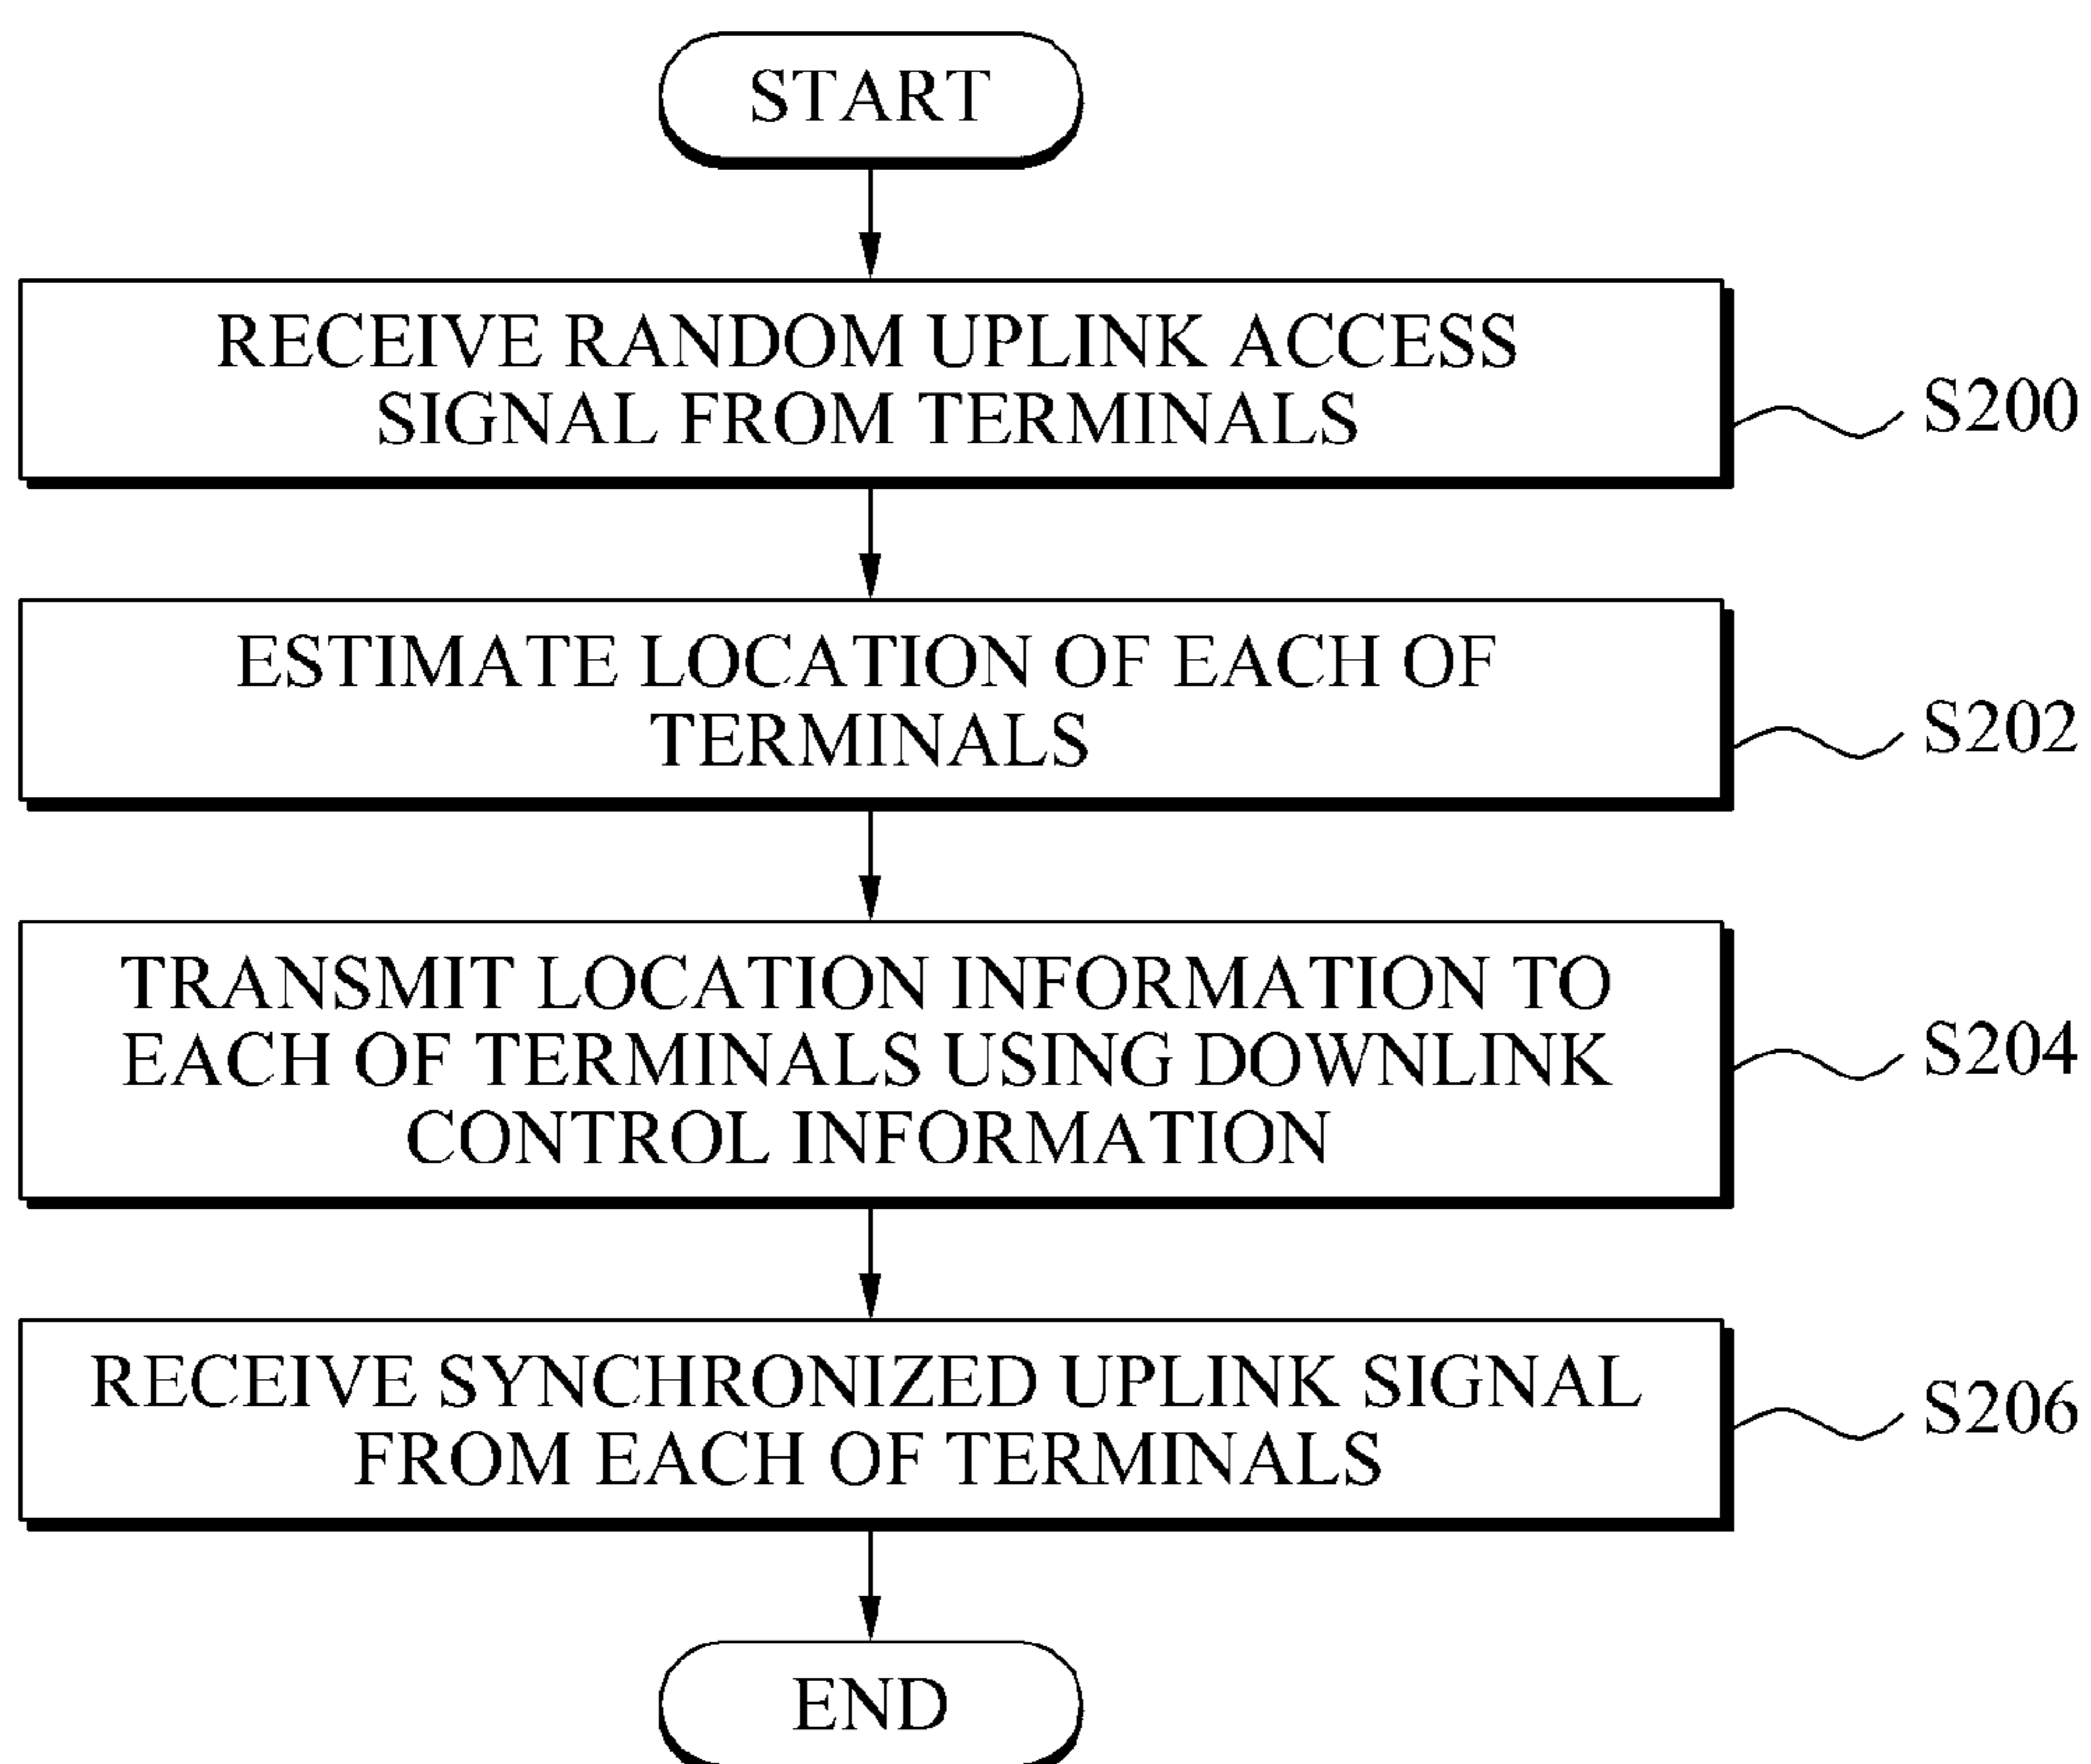 START
RECEIVE RANDOM UPLINK ACCESS
SIGNAL FROM TERMINALS
S200
ESTIMATE LOCATION OF EACH OF
TERMINALS
S202
TRANSMIT LOCATION INFORMATION TO
EACH OF TERMINALS USING DOWNLINK
CONTROL INFORMATION
S204
RECEIVE SYNCHRONIZED UPLINK SIGNAL
FROM EACH OF TERMINALS
S206
END